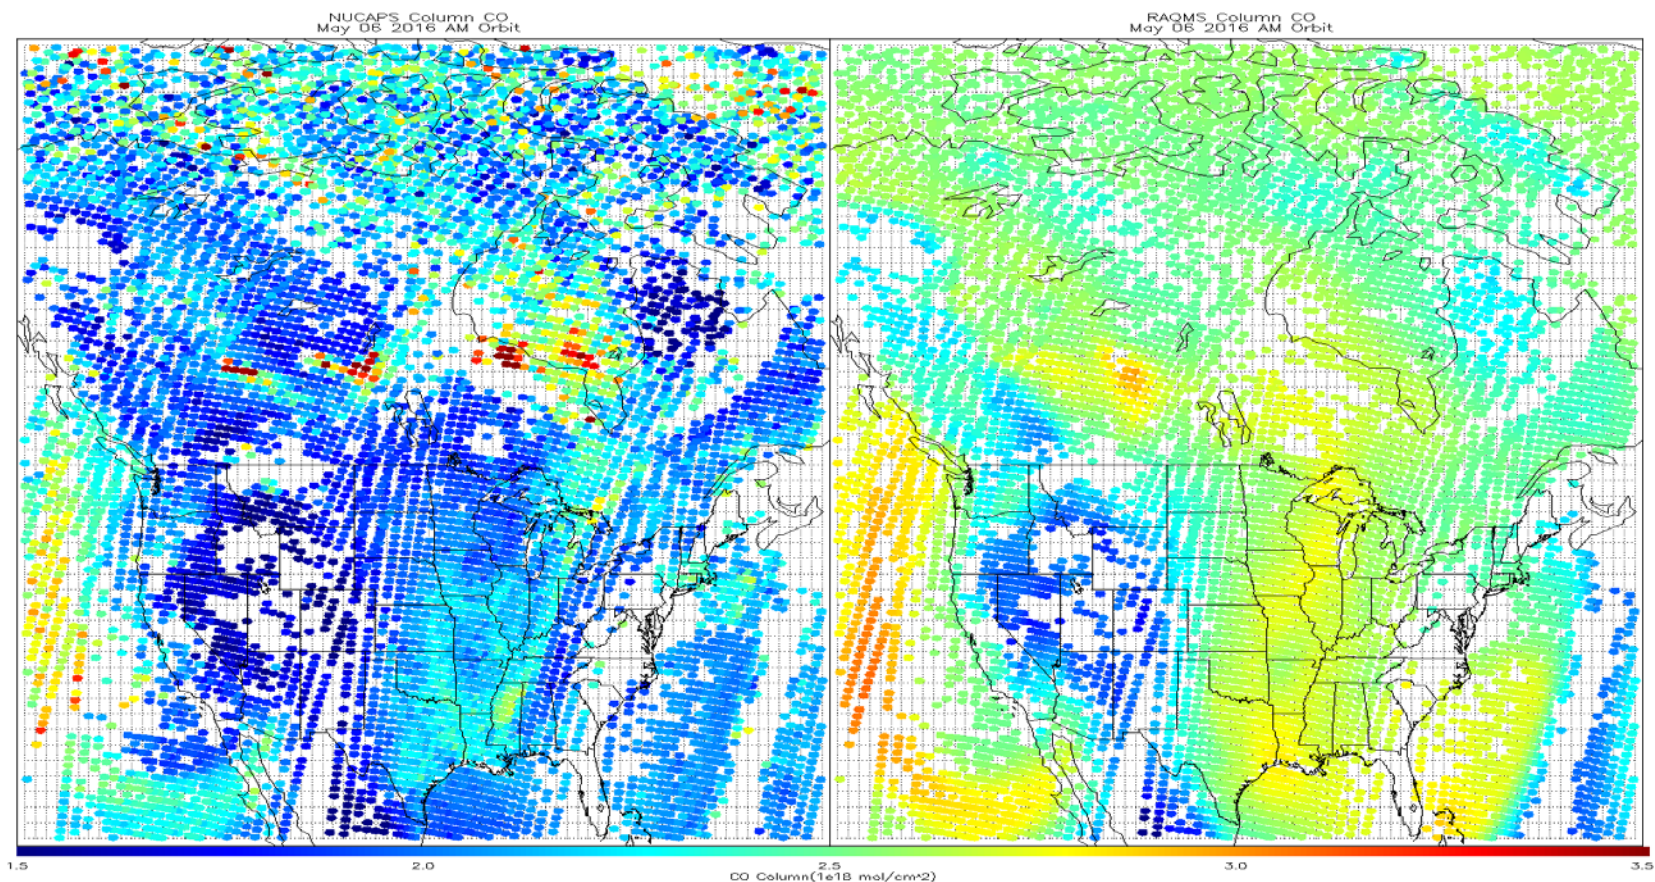 NUCAPS Column CO
May 06 2016 AM Orbit
RAQMS Column CO
May 06 2016 AM Orbit
1.5 2.0 2.5 3.0 3.5
CO Column(1e18 mol/cm^2)